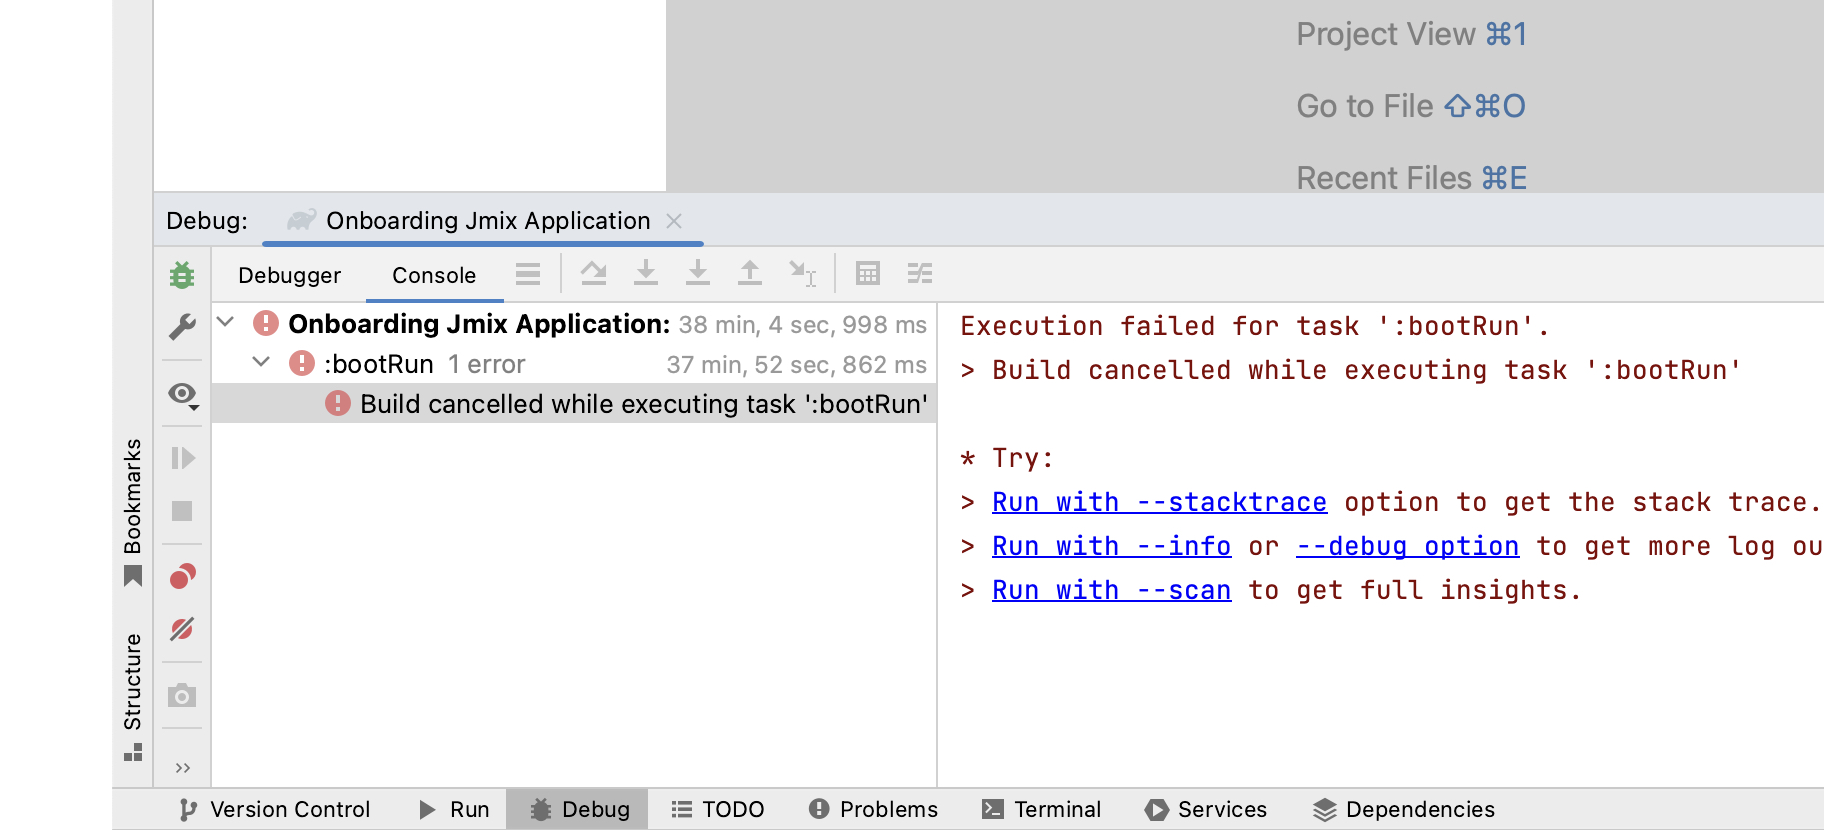 Project View ⌘1
Go to File ⇧⌘O
Recent Files ⌘E
Debug: Onboarding Jmix Application
Debugger Console
Onboarding Jmix Application: 38 min, 4 sec, 998 ms
:bootRun 1 error 37 min, 52 sec, 862 ms
Build cancelled while executing task ':bootRun'
Execution failed for task ':bootRun'.
> Build cancelled while executing task ':bootRun'
* Try:
> Run with --stacktrace option to get the stack trace.
> Run with --info or --debug option to get more log ou
> Run with --scan to get full insights.
Bookmarks
Structure
Version Control Run Debug TODO Problems Terminal Services Dependencies